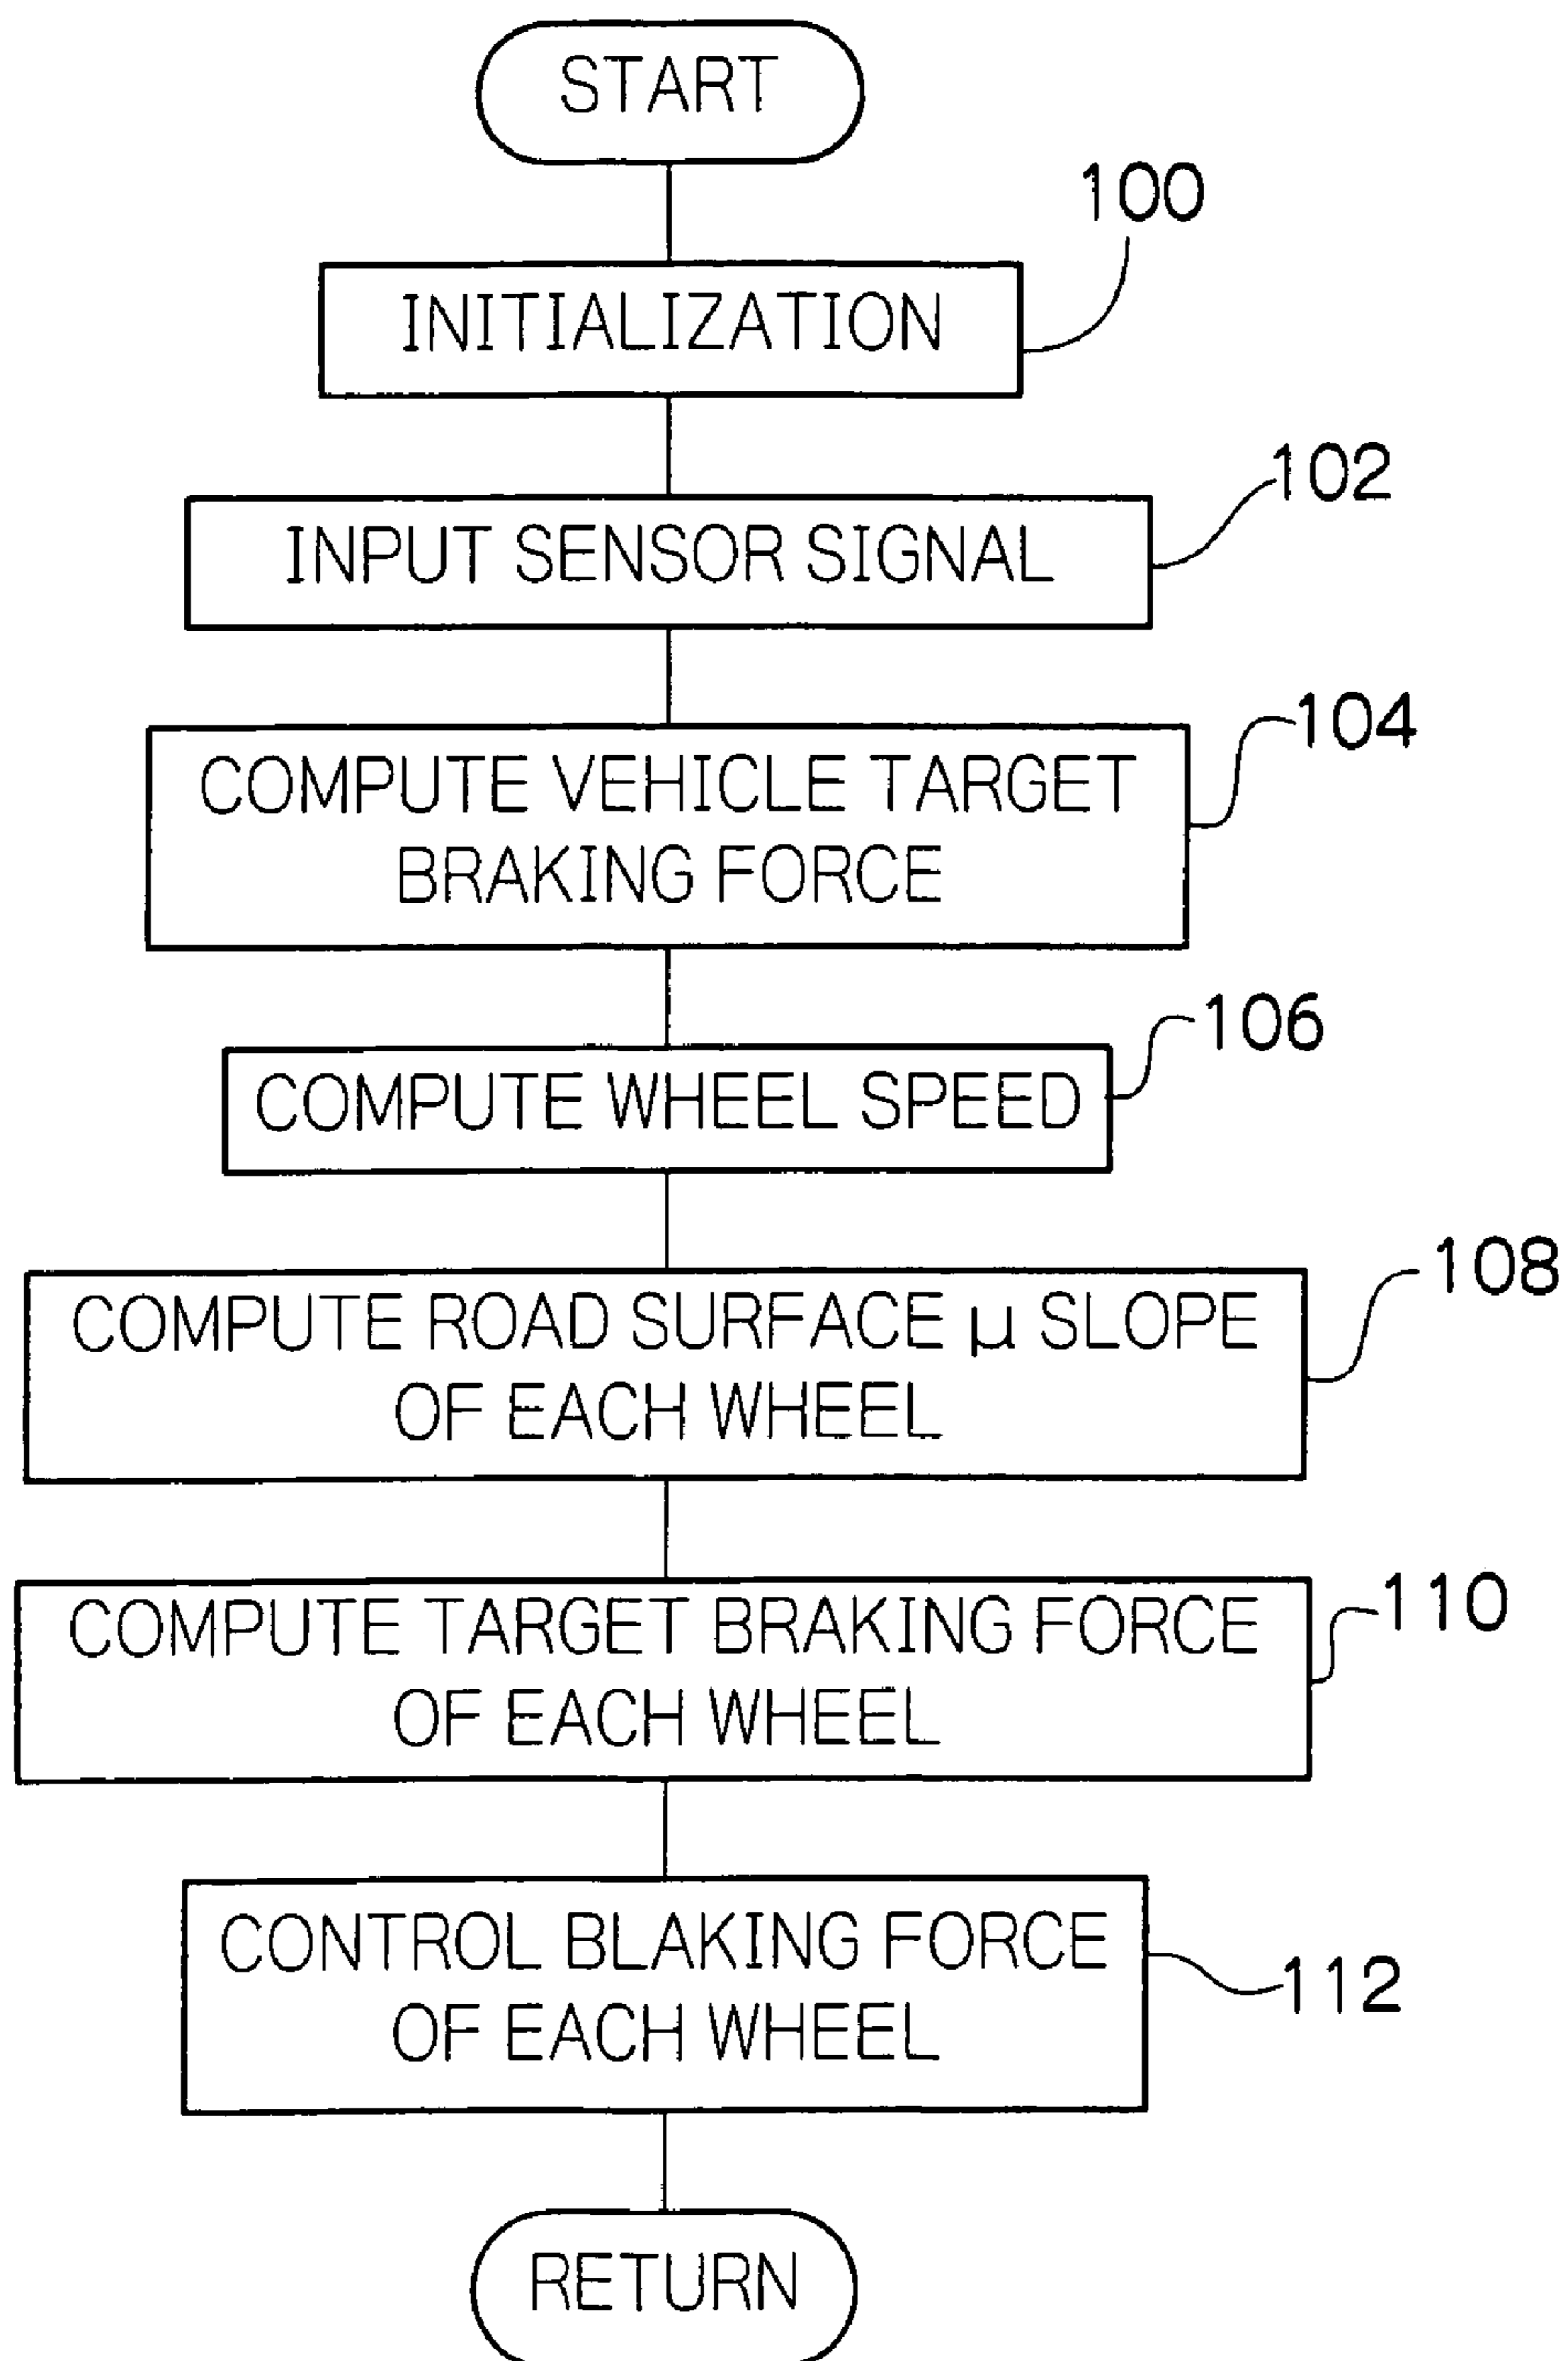 START
100
INITIALIZATION
102
INPUT SENSOR SIGNAL
104
COMPUTE VEHICLE TARGET
BRAKING FORCE
106
COMPUTE WHEEL SPEED
108
COMPUTE ROAD SURFACE μ SLOPE
OF EACH WHEEL
110
COMPUTE TARGET BRAKING FORCE
OF EACH WHEEL
CONTROL BLAKING FORCE
OF EACH WHEEL
112
RETURN